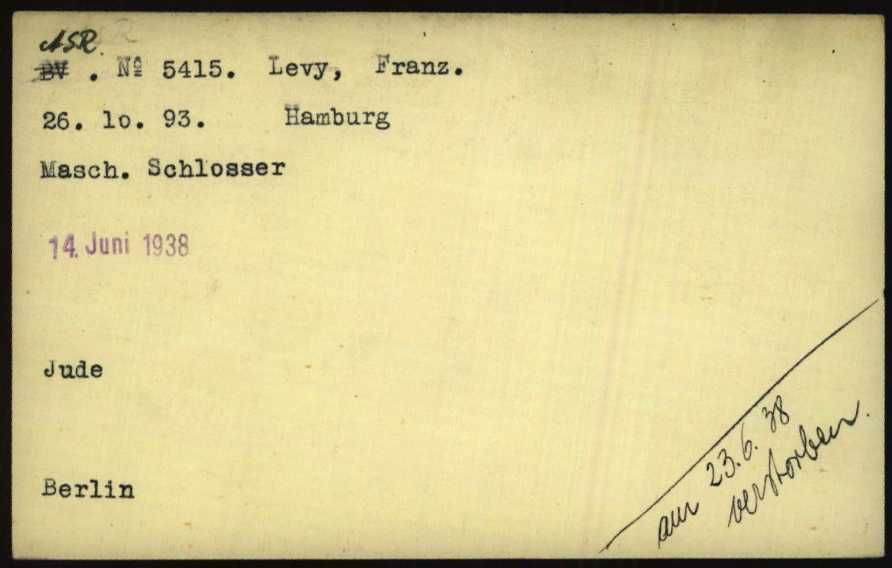 ASR
BV . № 5415. Levy, Franz.
26. lo. 93. Hamburg
Masch. Schlosser
14. Juni 1938
Jude
Berlin
am 23.6.38
verstorben.